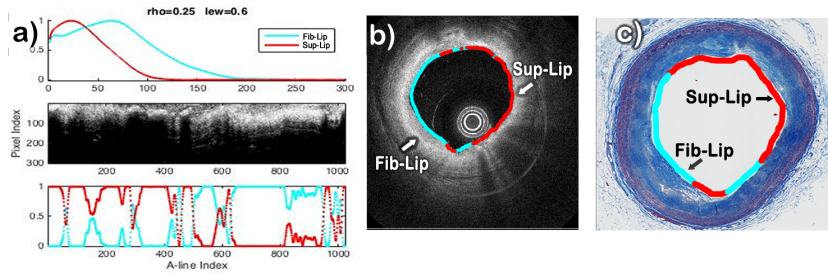 rho=0.25 lew=0.6
a)
1
0.5
0
Fib-Lip
Sup-Lip
0 50 100 150 200 250 300
Pixel Index
100
200
300
200 400 600 800 1000
1
0.5
0
200 400 600 800 1000
A-line Index
b)
Sup-Lip
Fib-Lip
c)
Sup-Lip
Fib-Lip